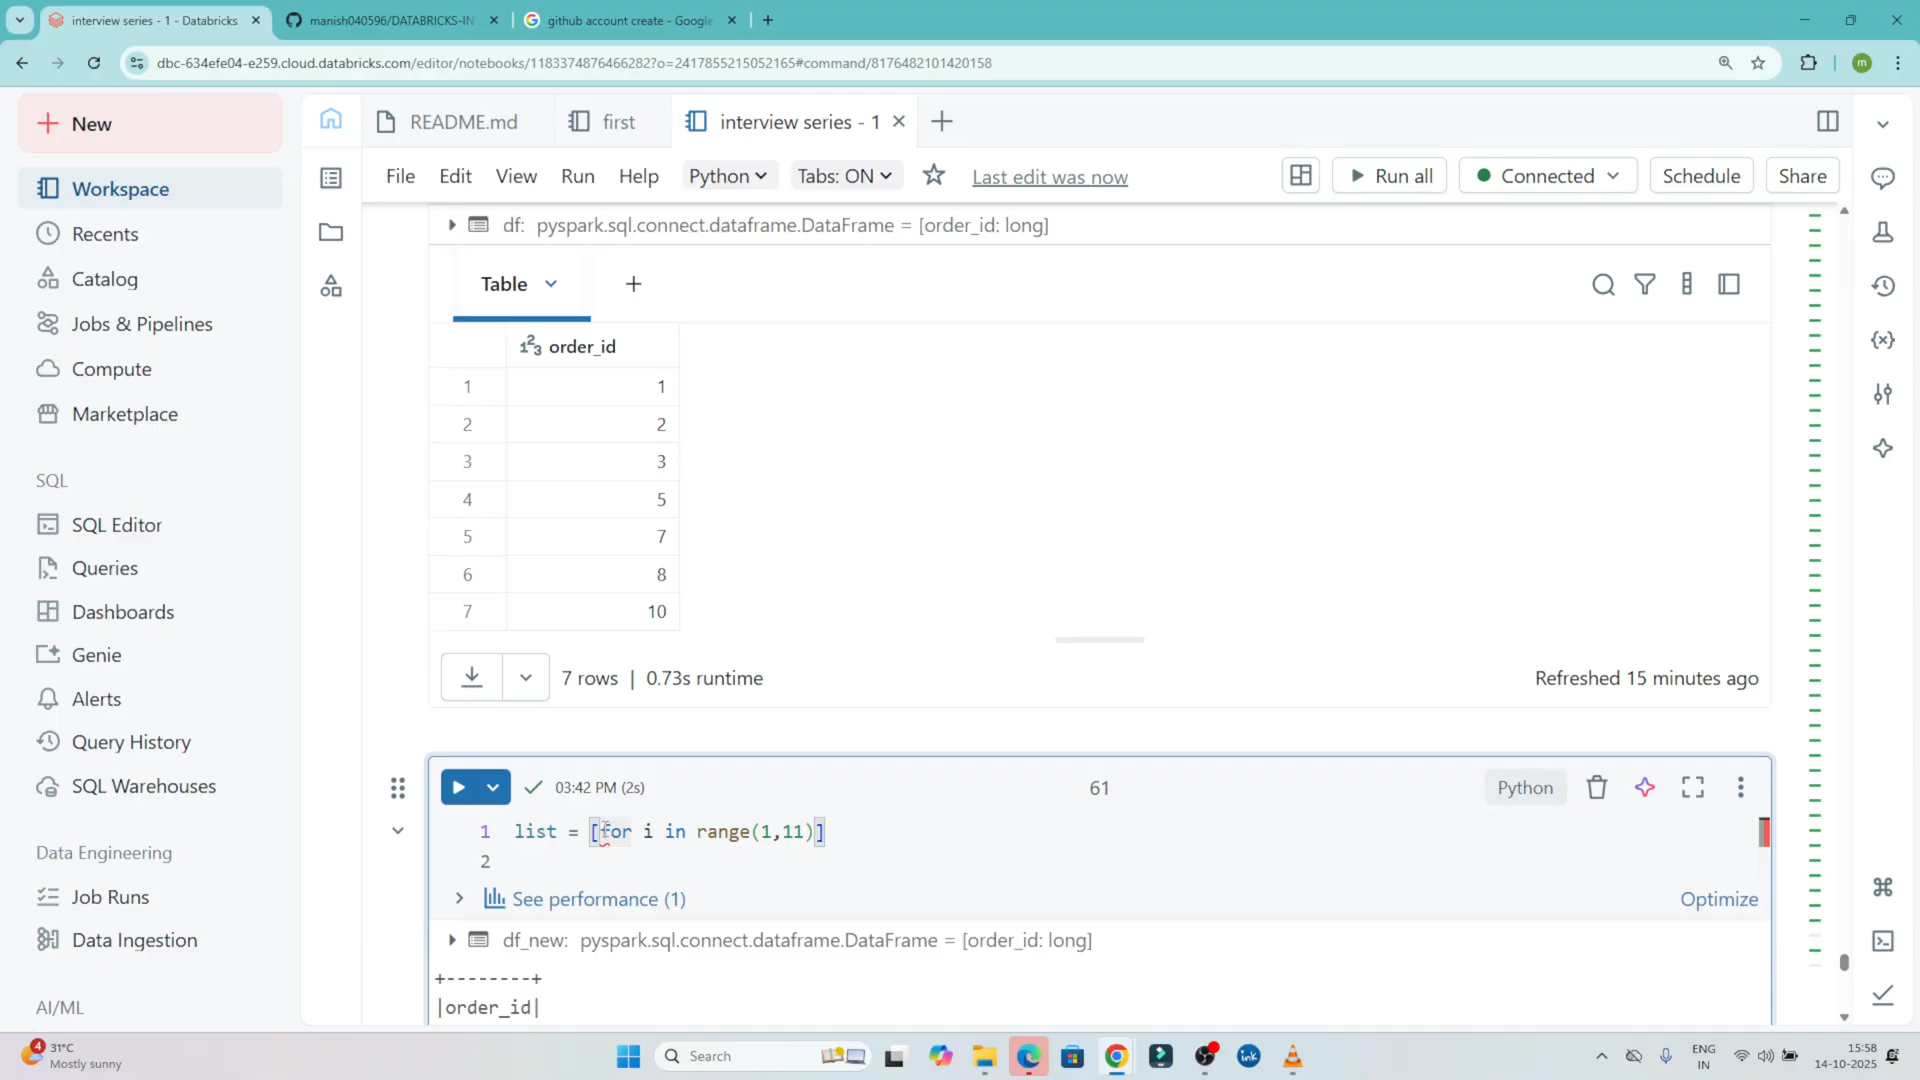 interview series - 1 - Databricks
manish040596/DATABRICKS-IN
github account create - Google
dbc-634efe04-e259.cloud.databricks.com/editor/notebooks/1183374876466282?o=2417855215052165#command/8176482101420158
m
New
README.md
first
interview series - 1
Workspace
File Edit View Run Help Python Tabs: ON Last edit was now Run all Connected Schedule Share
Recents
df: pyspark.sql.connect.dataframe.DataFrame = [order_id: long]
Catalog
Table
Jobs & Pipelines
123 order_id
Compute
1 1
Marketplace
2 2
3 3
SQL
4 5
SQL Editor
5 7
Queries
6 8
Dashboards
7 10
Genie
7 rows | 0.73s runtime
Refreshed 15 minutes ago
Alerts
Query History
SQL Warehouses
03:42 PM (2s)
61
Python
1 list = [for i in range(1,11)]
2
Data Engineering
See performance (1)
Optimize
Job Runs
df_new: pyspark.sql.connect.dataframe.DataFrame = [order_id: long]
Data Ingestion
+--------+
AI/ML
|order_id|
4
31°C
Mostly sunny
Search
ink
ENG
IN
15:58
14-10-2025